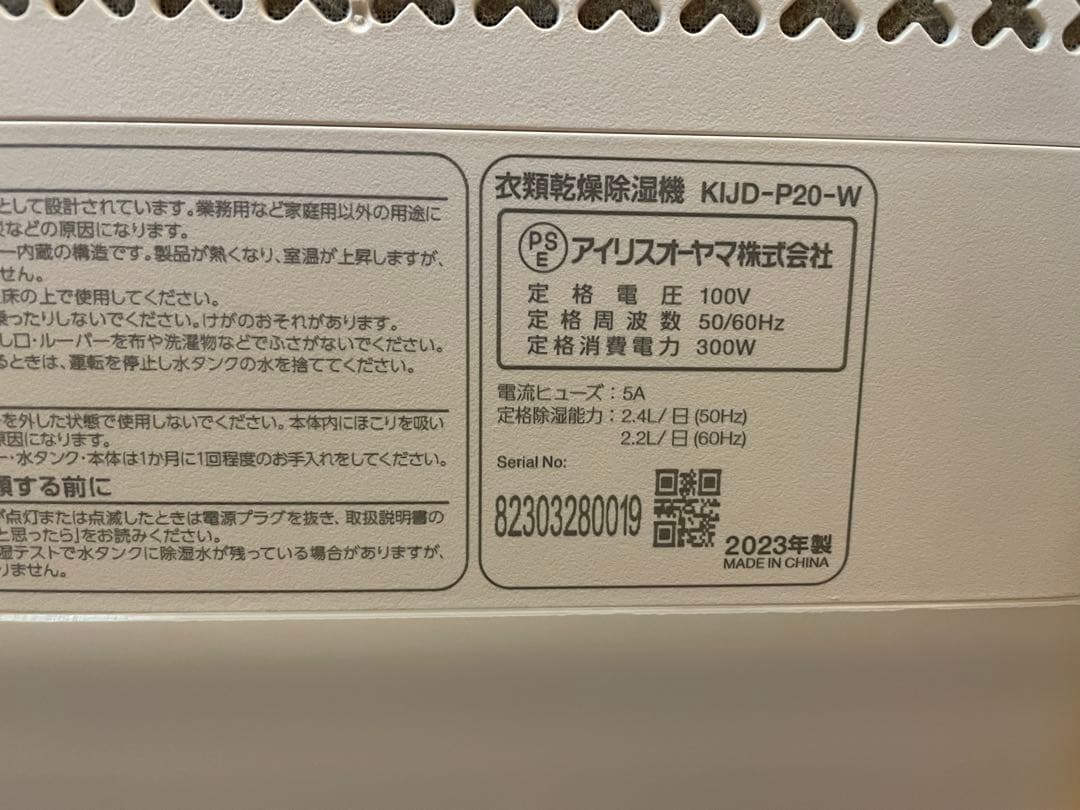 として設計されています。業務用など家庭用以外の用途に
などの原因になります。
ー内蔵の構造です。製品が熱くなり、室温が上昇しますが、
せん。
床の上で使用してください。
乗ったりしないでください。けがのおそれがあります。
し口・ルーバーを布や洗濯物などでふさがないでください。
るときは、運転を停止し水タンクの水を捨ててください。
を外した状態で使用しないでください。本体内にほこりを吸い
原因になります。
ー・水タンク・本体は1か月に1回程度のお手入れをしてください。
する前に
が点灯または点滅したときは電源プラグを抜き、取扱説明書の
と思ったら」をお読みください。
湿テストで水タンクに除湿水が残っている場合がありますが、
りません。
衣類乾燥除湿機 KIJD-P20-W
PSE アイリスオーヤマ株式会社
定格電圧 100V
定格周波数 50/60Hz
定格消費電力 300W
電流ヒューズ：5A
定格除湿能力：2.4L/日(50Hz)
2.2L/日(60Hz)
Serial No:
82303280019
2023年製
MADE IN CHINA